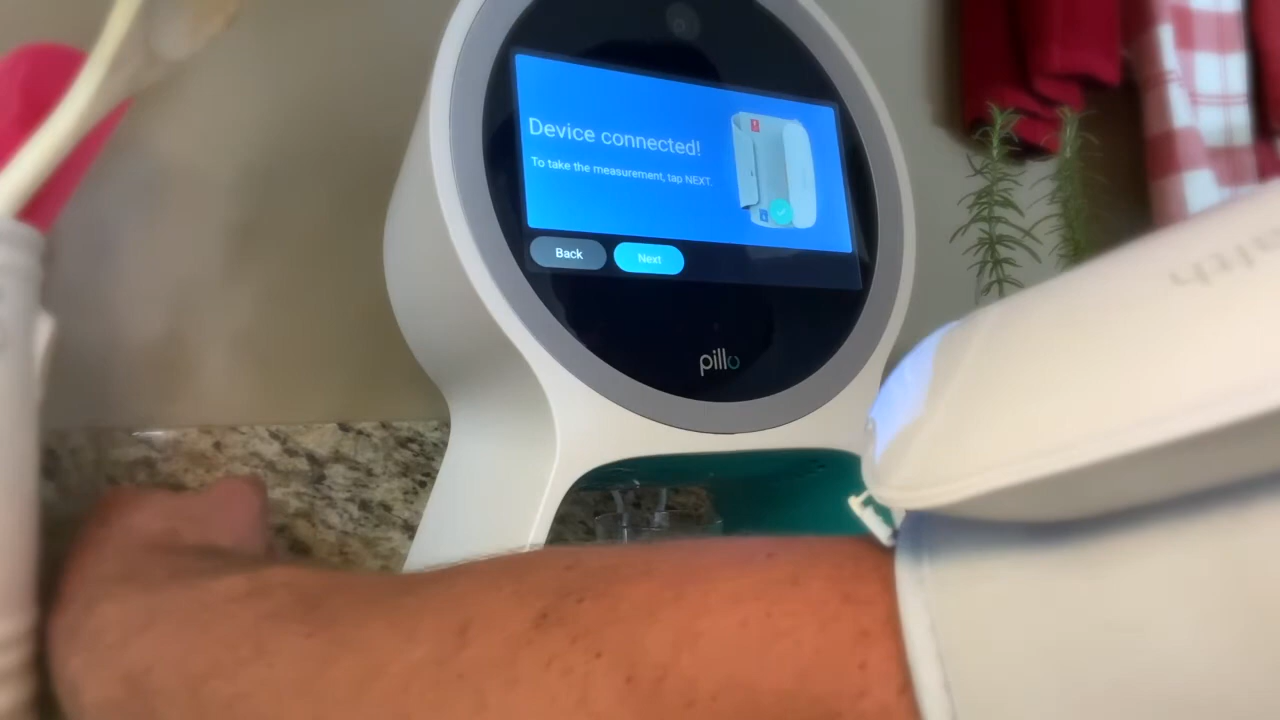 Device connected!
To take the measurement, tap NEXT.
Back
Next
pillo